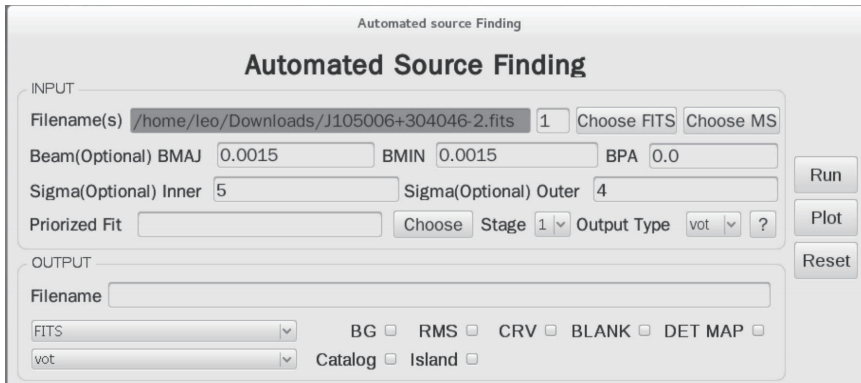 Automated source Finding
Automated Source Finding
INPUT
Filename(s) /home/leo/Downloads/J105006+304046-2.fits 1 Choose FITS Choose MS
Beam(Optional) BMAJ 0.0015 BMIN 0.0015 BPA 0.0
Sigma(Optional) Inner 5 Sigma(Optional) Outer 4
Priorized Fit Choose Stage 1 Output Type vot ?
Run
Plot
Reset
OUTPUT
Filename
FITS BG RMS CRV BLANK DET MAP
vot Catalog Island